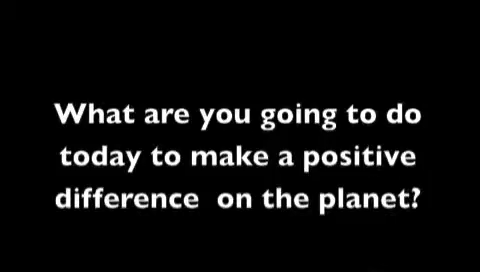 What are you going to do
today to make a positive
difference  on the planet?